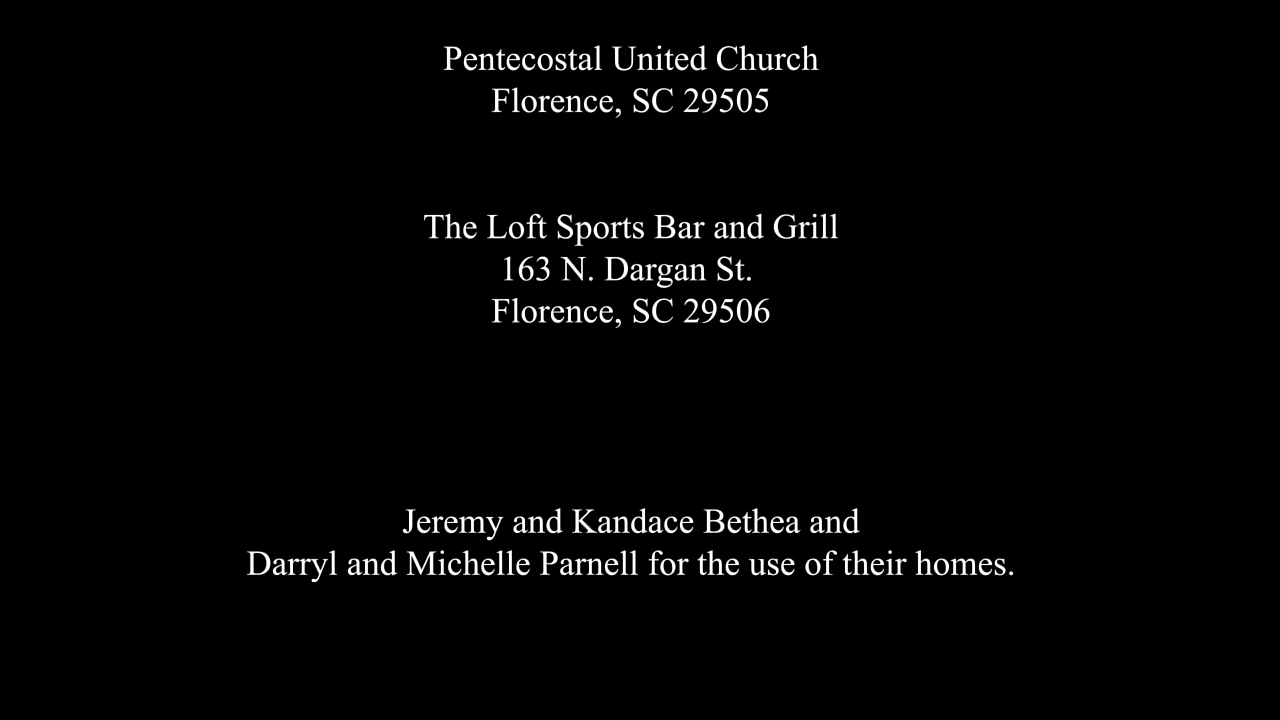 Pentecostal United Church
Florence, SC 29505
The Loft Sports Bar and Grill
163 N. Dargan St.
Florence, SC 29506
Jeremy and Kandace Bethea and
Darryl and Michelle Parnell for the use of their homes.